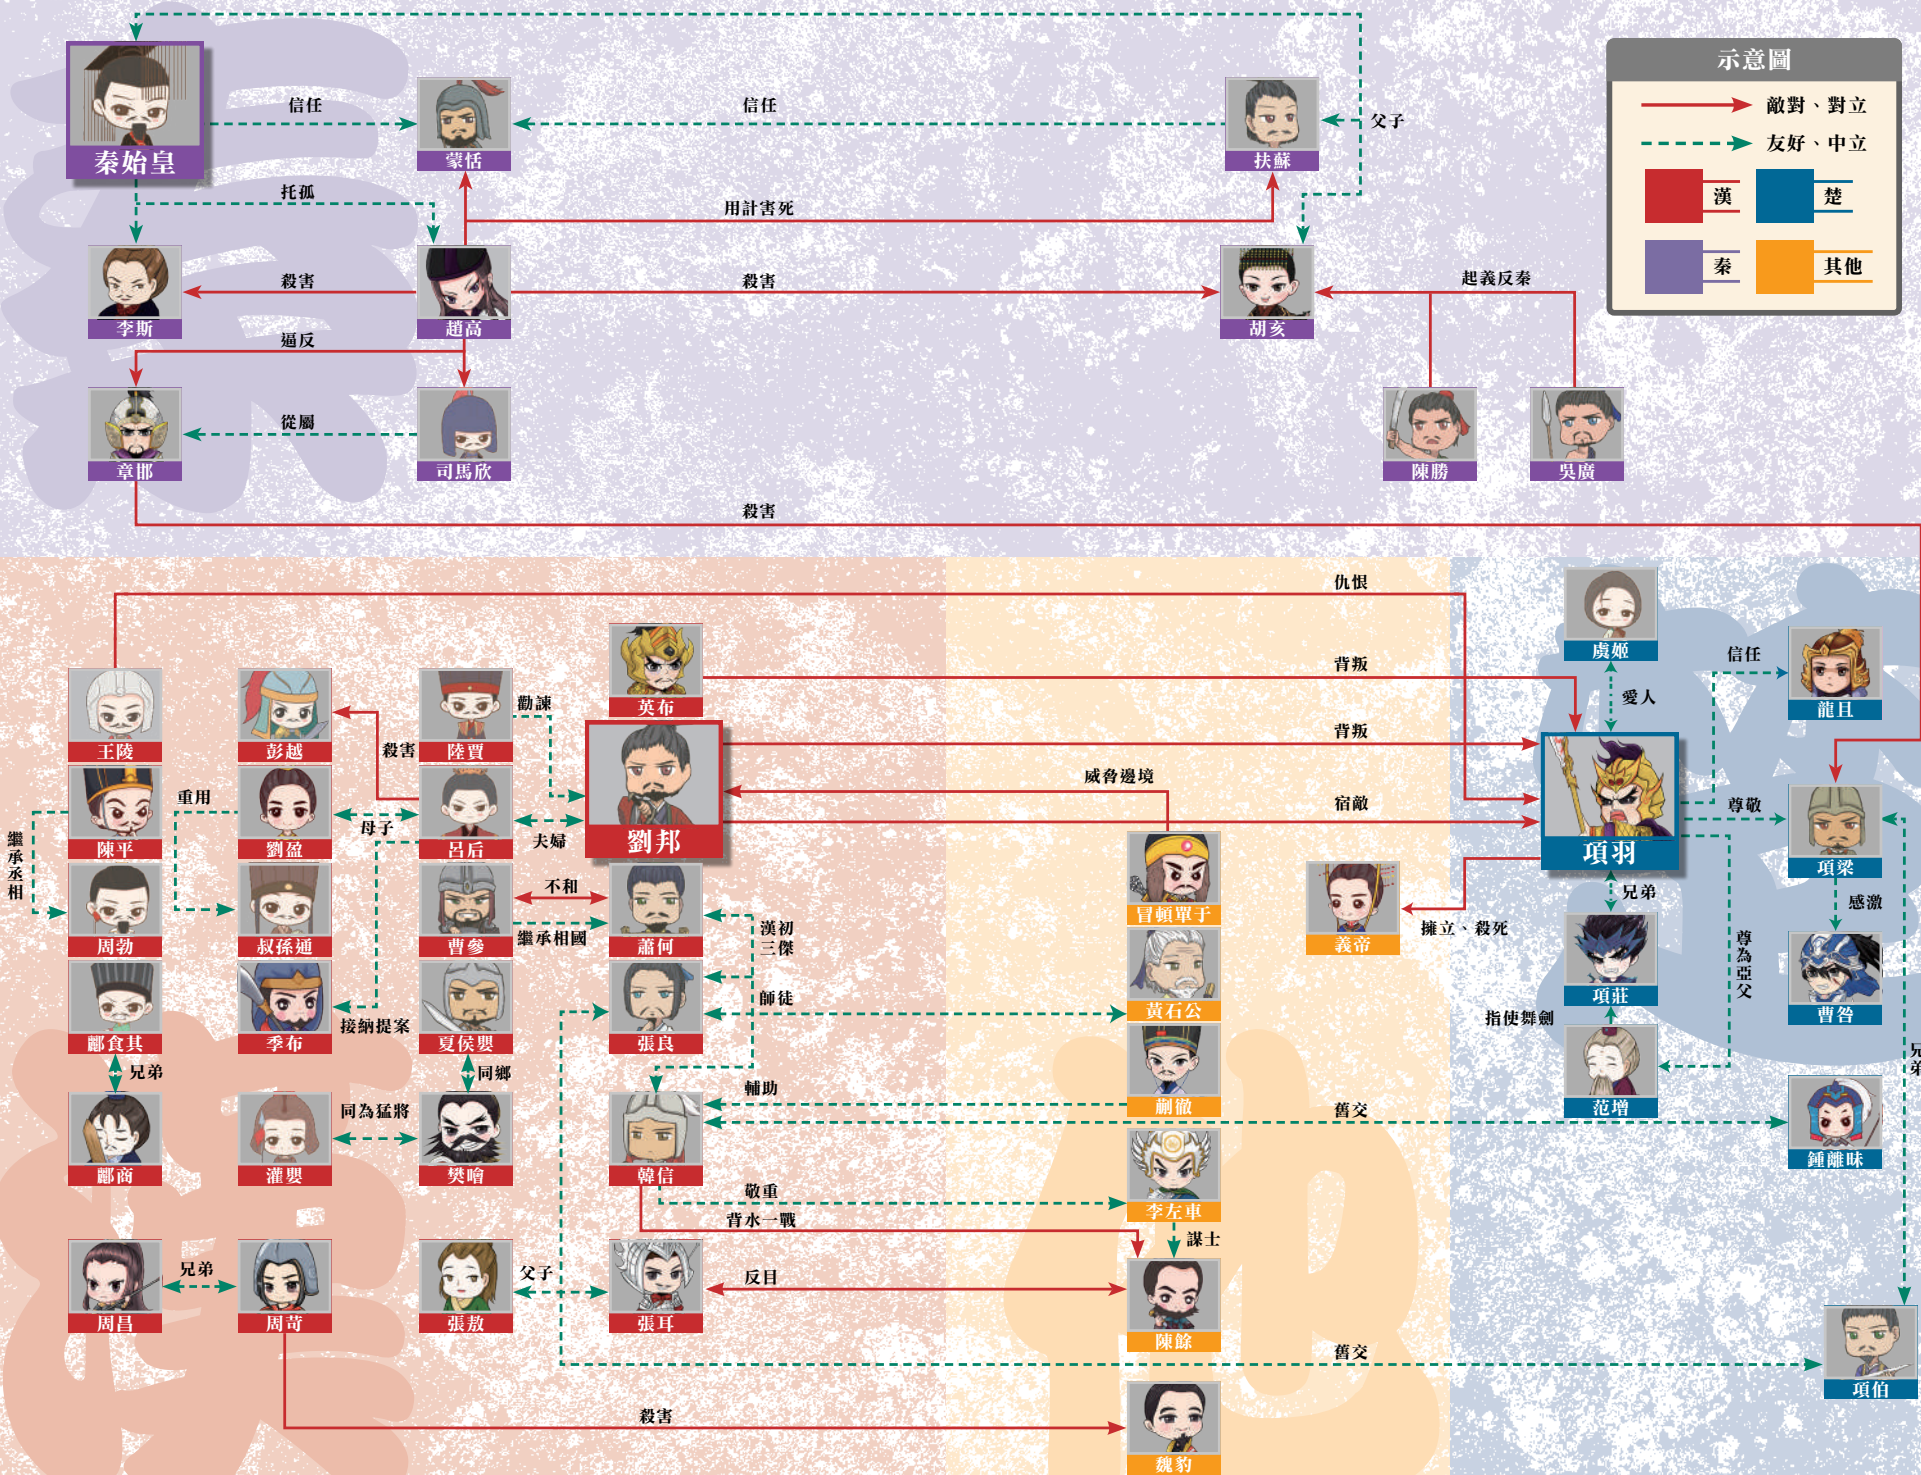 示意圖
敵對、對立
友好、中立
漢
楚
秦
其他
秦始皇
信任
蒙恬
信任
扶蘇
父子
托孤
用計害死
李斯
殺害
趙高
殺害
胡亥
起義反秦
逼反
章邯
從屬
司馬欣
陳勝
吳廣
殺害
仇恨
虞姬
信任
龍且
愛人
英布
背叛
王陵
彭越
殺害
陸賈
勸諫
劉邦
背叛
威脅邊境
宿敵
項羽
尊敬
項梁
繼承丞相
陳平
重用
劉盈
母子
呂后
夫婦
冒頓單于
義帝
擁立、殺死
兄弟
感激
周勃
叔孫通
曹參
不和
繼承相國
蕭何
漢初
三傑
項莊
尊為亞父
曹咎
酈食其
季布
接納提案
夏侯嬰
張良
師徒
黃石公
指使舞劍
范增
兄弟
兄弟
同鄉
輔助
蒯徹
舊交
鍾離昧
酈商
灌嬰
同為猛將
樊噲
韓信
敬重
李左車
背水一戰
謀士
周昌
兄弟
周苛
張敖
父子
張耳
反目
陳餘
舊交
項伯
殺害
魏豹